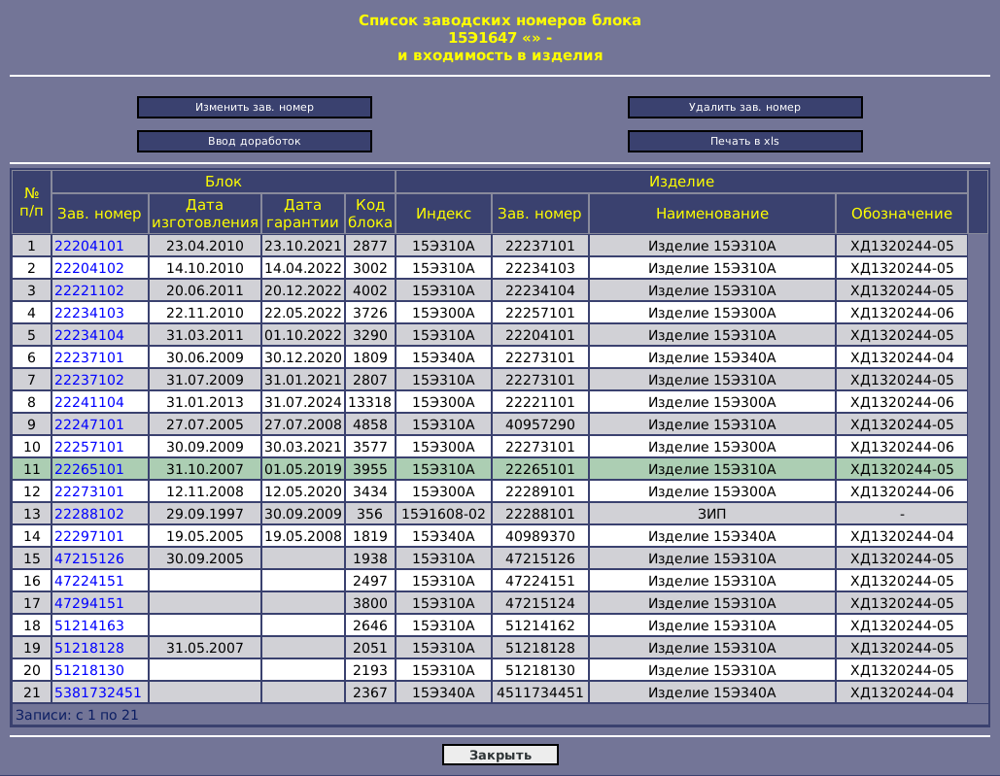 Список заводских номеров блока
15Э1647 «» -
и входимость в изделия
Изменить зав. номер Удалить зав. номер
Ввод доработок Печать в xls
№ п/п Блок Изделие
Зав. номер Дата изготовления Дата гарантии Код блока Индекс Зав. номер Наименование Обозначение
1 22204101 23.04.2010 23.10.2021 2877 15Э310А 22237101 Изделие 15Э310А ХД1320244-05
2 22204102 14.10.2010 14.04.2022 3002 15Э310А 22234103 Изделие 15Э310А ХД1320244-05
3 22221102 20.06.2011 20.12.2022 4002 15Э310А 22234104 Изделие 15Э310А ХД1320244-05
4 22234103 22.11.2010 22.05.2022 3726 15Э300А 22257101 Изделие 15Э300А ХД1320244-06
5 22234104 31.03.2011 01.10.2022 3290 15Э310А 22204101 Изделие 15Э310А ХД1320244-05
6 22237101 30.06.2009 30.12.2020 1809 15Э340А 22273101 Изделие 15Э340А ХД1320244-04
7 22237102 31.07.2009 31.01.2021 2807 15Э310А 22273101 Изделие 15Э310А ХД1320244-05
8 22241104 31.01.2013 31.07.2024 13318 15Э300А 22221101 Изделие 15Э300А ХД1320244-06
9 22247101 27.07.2005 27.07.2008 4858 15Э310А 40957290 Изделие 15Э310А ХД1320244-05
10 22257101 30.09.2009 30.03.2021 3577 15Э300А 22273101 Изделие 15Э300А ХД1320244-06
11 22265101 31.10.2007 01.05.2019 3955 15Э310А 22265101 Изделие 15Э310А ХД1320244-05
12 22273101 12.11.2008 12.05.2020 3434 15Э300А 22289101 Изделие 15Э300А ХД1320244-06
13 22288102 29.09.1997 30.09.2009 356 15Э1608-02 22288101 ЗИП -
14 22297101 19.05.2005 19.05.2008 1819 15Э340А 40989370 Изделие 15Э340А ХД1320244-04
15 47215126 30.09.2005 1938 15Э310А 47215126 Изделие 15Э310А ХД1320244-05
16 47224151 2497 15Э310А 47224151 Изделие 15Э310А ХД1320244-05
17 47294151 3800 15Э310А 47215124 Изделие 15Э310А ХД1320244-05
18 51214163 2646 15Э310А 51214162 Изделие 15Э310А ХД1320244-05
19 51218128 31.05.2007 2051 15Э310А 51218128 Изделие 15Э310А ХД1320244-05
20 51218130 2193 15Э310А 51218130 Изделие 15Э310А ХД1320244-05
21 5381732451 2367 15Э340А 4511734451 Изделие 15Э340А ХД1320244-04
Записи: с 1 по 21
Закрыть